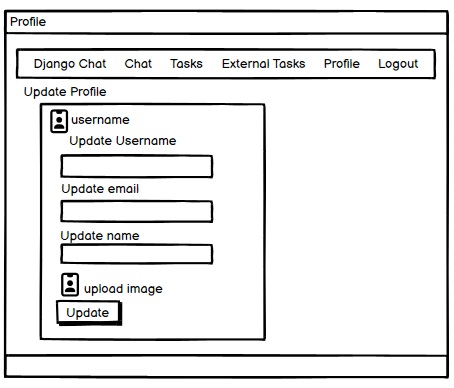 Profile
Django Chat Chat Tasks External Tasks Profile Logout
Update Profile
username
Update Username
Update email
Update name
upload image
Update